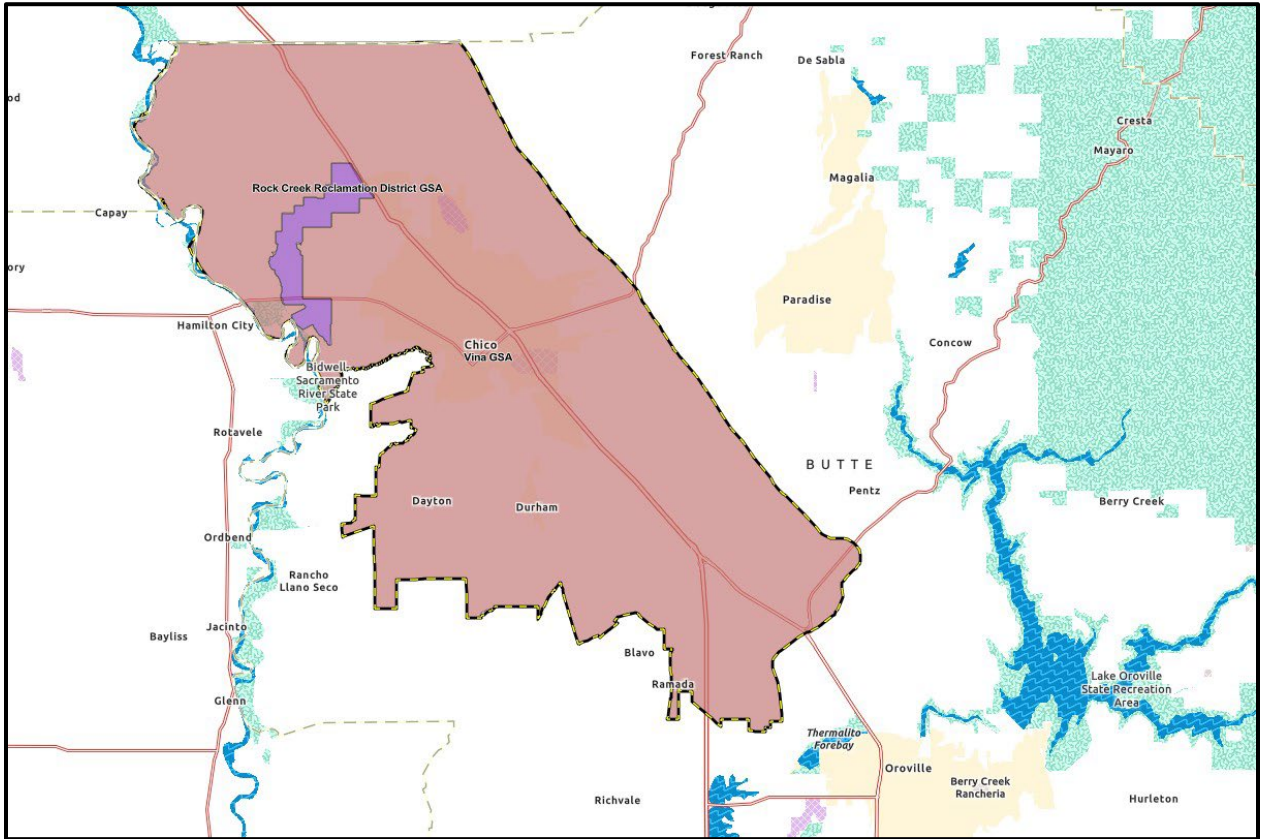 Forest Ranch
De Sabla
od
Cresta
Mayaro
Magalia
Rock Creek Reclamation District GSA
Capay
ory
Paradise
Hamilton City
Concow
Chico
Vina GSA
Bidwell,
Sacramento
River State
Park
Rotavele
BUTTE
Pentz
Dayton
Durham
Berry Creek
Ordbend
Rancho
Llano Seco
Jacinto
Bayliss
Blavo
Ramada
Glenn
Lake Oroville
State Recreation
Area
Thermalito
Forebay
Oroville
Berry Creek
Rancheria
Richvale
Hurleton